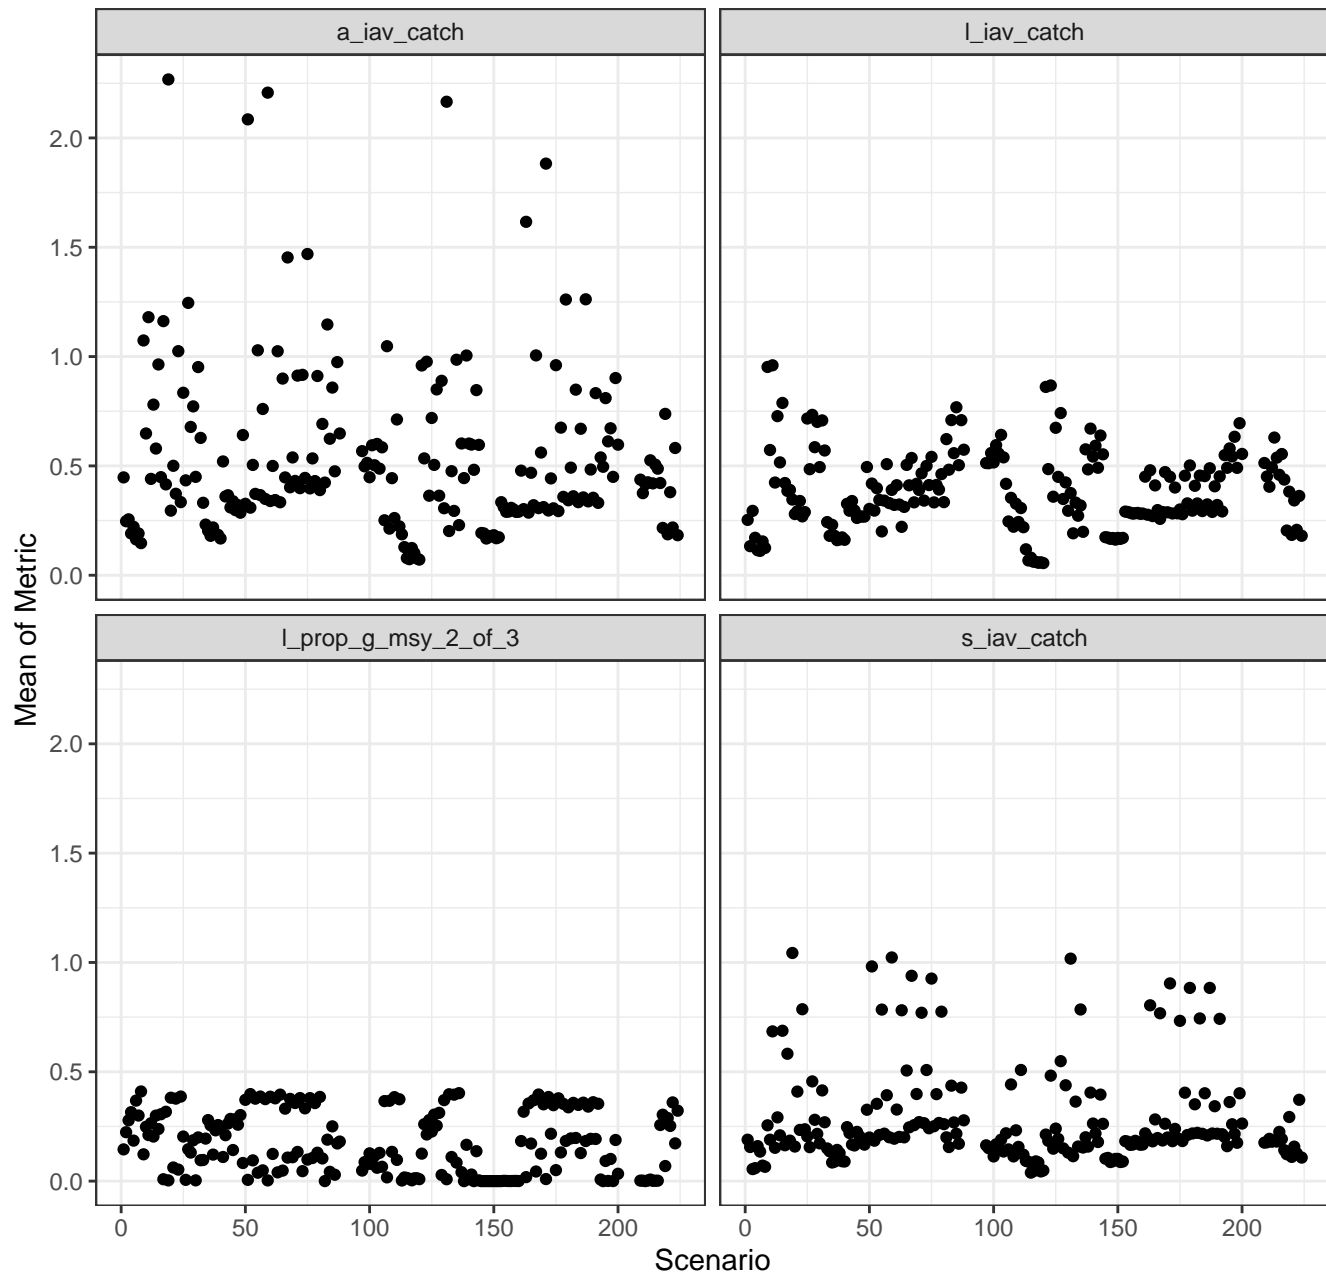 a_iav_catch
l_iav_catch
2.0
1.5
1.0
0.5
0.0
l_prop_g_msy_2_of_3
s_iav_catch
2.0
1.5
1.0
0.5
0.0
0 50 100 150 200
0 50 100 150 200
Mean of Metric
Scenario